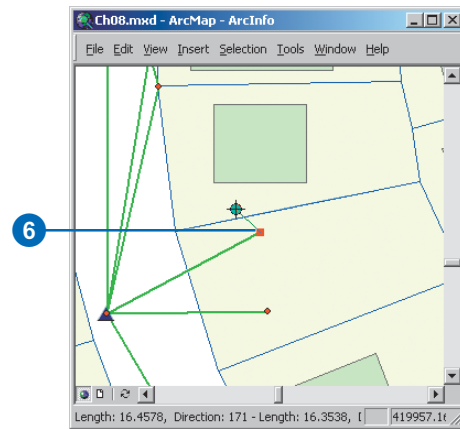 Ch08.mxd - ArcMap - ArcInfo
File Edit View Insert Selection Tools Window Help
6
Length: 16.4578, Direction: 171 - Length: 16.3538, 419957.16